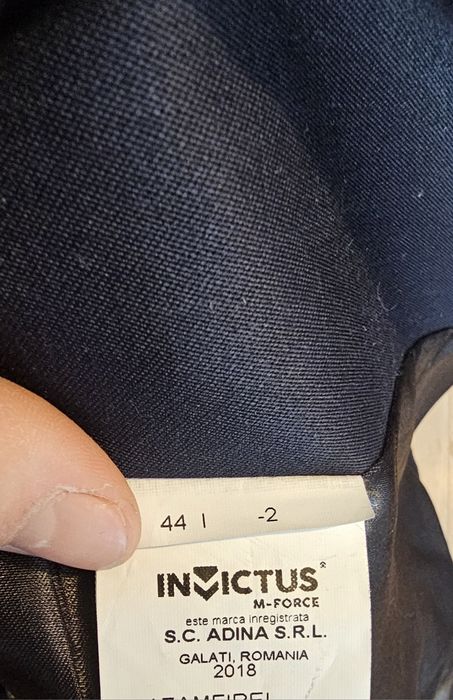 44 I -2
INVICTUS®
M-FORCE
este marca inregistrata
S.C. ADINA S.R.L.
GALATI, ROMANIA
2018